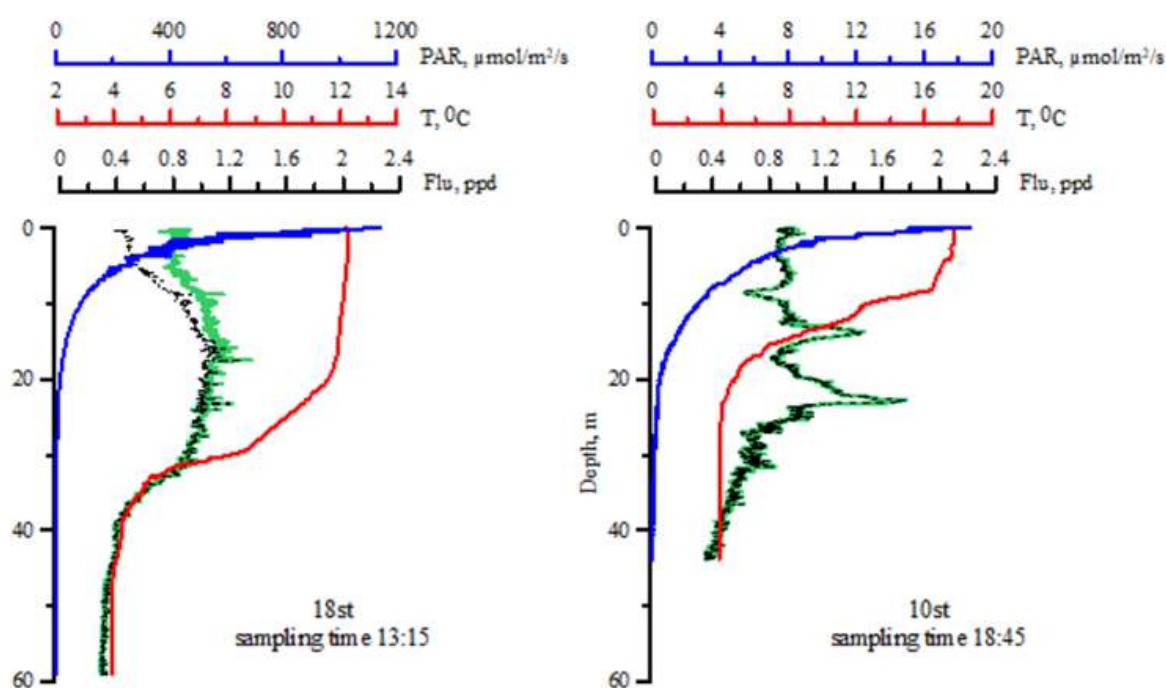 0 400 800 1200
PAR, µmol/m²/s
2 4 6 8 10 12 14
T, ⁰C
0 0.4 0.8 1.2 1.6 2 2.4
Flu, ppd
0
20
40
60
18st
sampling time 13:15
0 4 8 12 16 20
PAR, µmol/m²/s
0 4 8 12 16 20
T, ⁰C
0 0.4 0.8 1.2 1.6 2 2.4
Flu, ppd
0
20
40
60
Depth, m
10st
sampling time 18:45